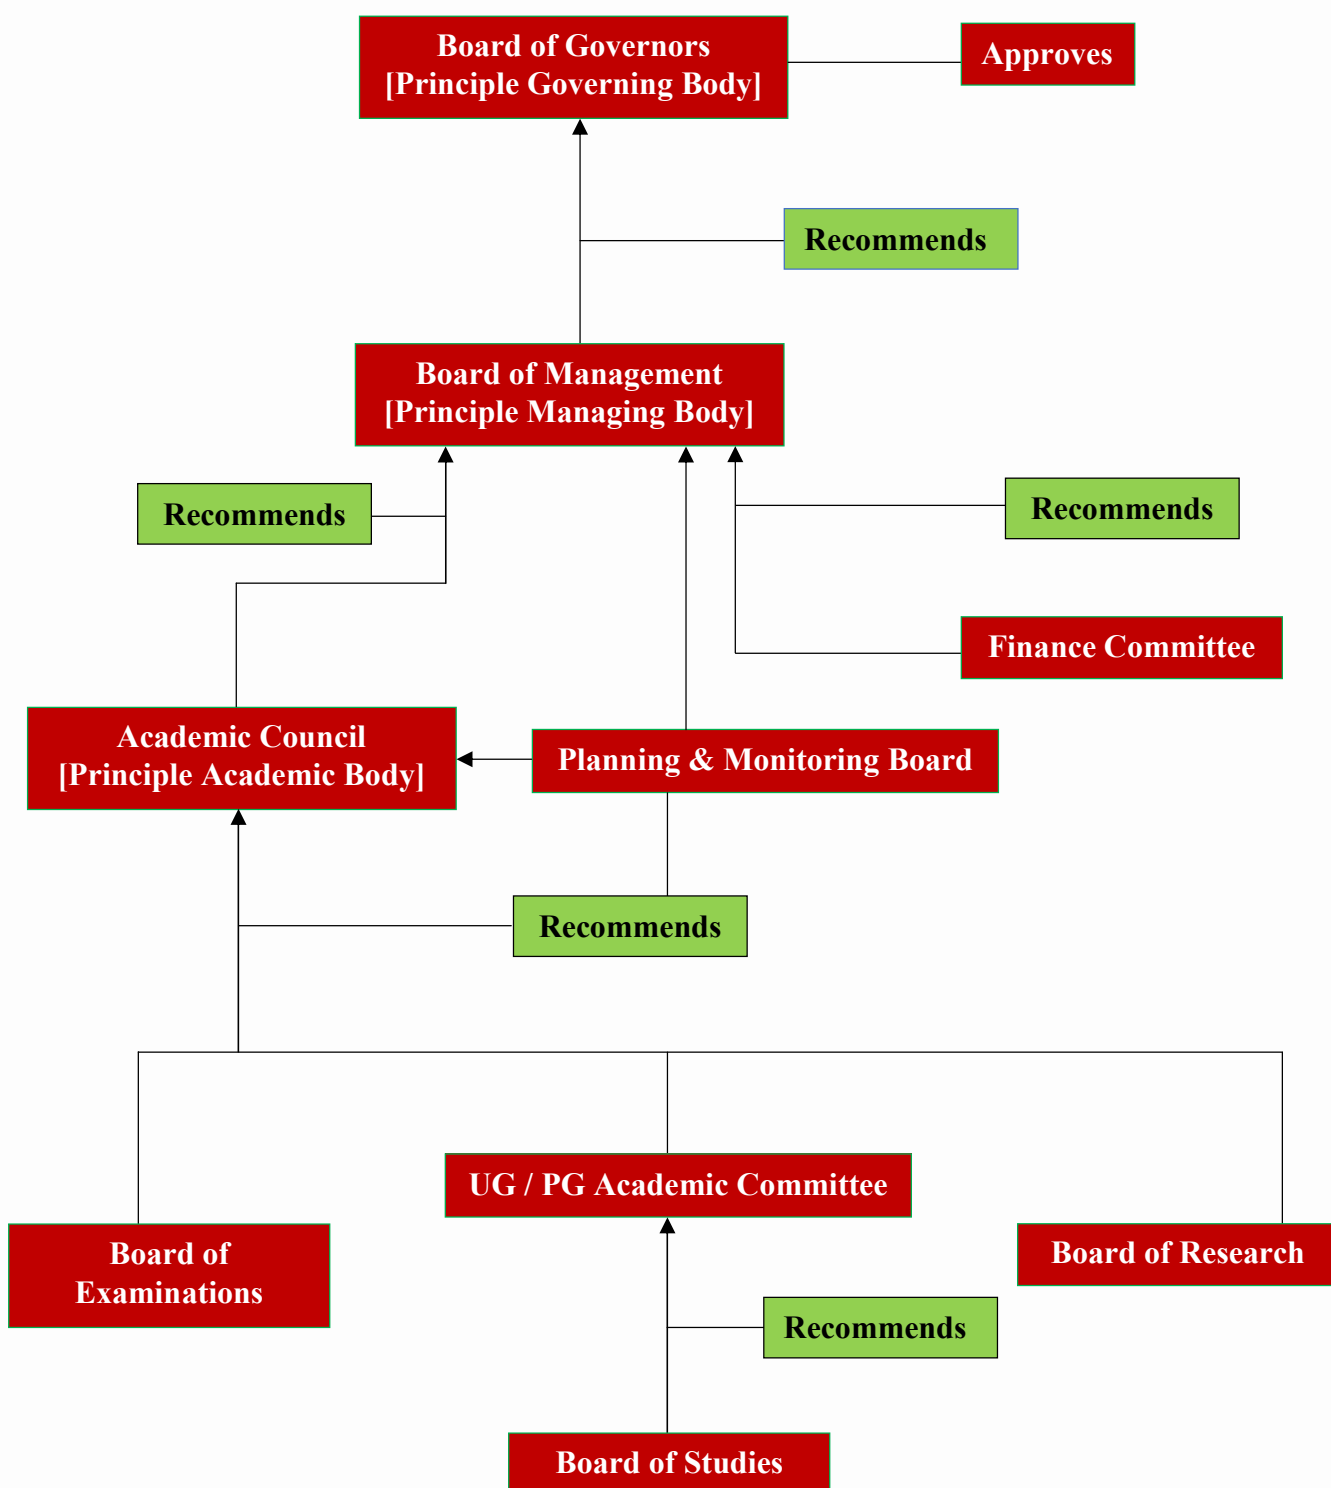 Board of Governors
[Principle Governing Body]
Approves
Recommends
Board of Management
[Principle Managing Body]
Recommends
Recommends
Finance Committee
Academic Council
[Principle Academic Body]
Planning & Monitoring Board
Recommends
UG / PG Academic Committee
Board of
Examinations
Board of Research
Recommends
Board of Studies